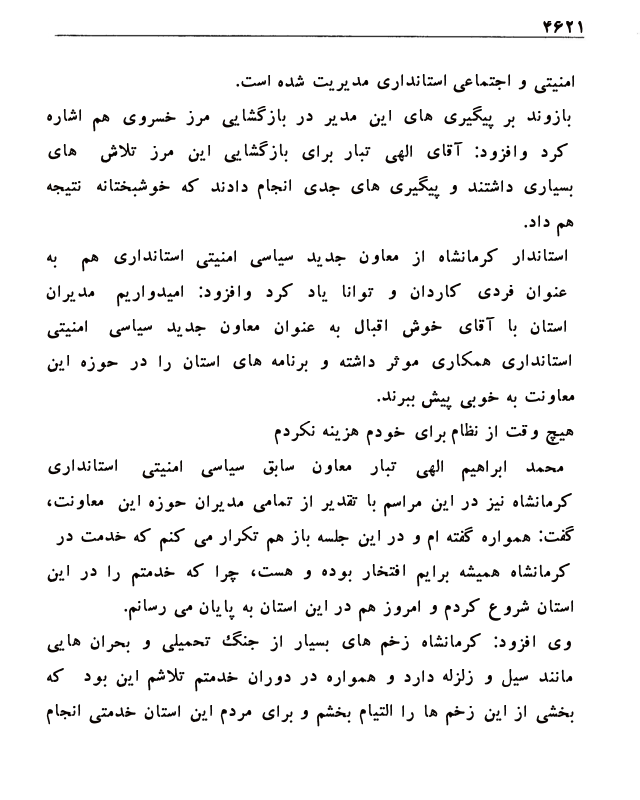 ۴۶۲۱
امنیتی و اجتماعی استانداری مدیریت شده است.
بازوند بر پیگیری های این مدیر در بازگشایی مرز خسروی هم اشاره
کرد وافزود: آقای الهی تبار برای بازگشایی این مرز تلاش های
بسیاری داشتند و پیگیری های جدی انجام دادند که خوشبختانه نتیجه
هم داد.
استاندار کرمانشاه از معاون جدید سیاسی امنیتی استانداری هم به
عنوان فردی کاردان و توانا یاد کرد وافزود: امیدواریم مدیران
استان با آقای خوش اقبال به عنوان معاون جدید سیاسی امنیتی
استانداری همکاری موثر داشته و برنامه های استان را در حوزه این
معاونت به خوبی پیش ببرند.
هیچ وقت از نظام برای خودم هزینه نکردم
محمد ابراهیم الهی تبار معاون سابق سیاسی امنیتی استانداری
کرمانشاه نیز در این مراسم با تقدیر از تمامی مدیران حوزه این معاونت،
گفت: همواره گفته ام و در این جلسه باز هم تکرار می کنم که خدمت در
کرمانشاه همیشه برایم افتخار بوده و هست، چرا که خدمتم را در این
استان شروع کردم و امروز هم در این استان به پایان می رسانم.
وی افزود: کرمانشاه زخم های بسیار از جنگ تحمیلی و بحران هایی
مانند سیل و زلزله دارد و همواره در دوران خدمتم تلاشم این بود که
بخشی از این زخم ها را التیام بخشم و برای مردم این استان خدمتی انجام